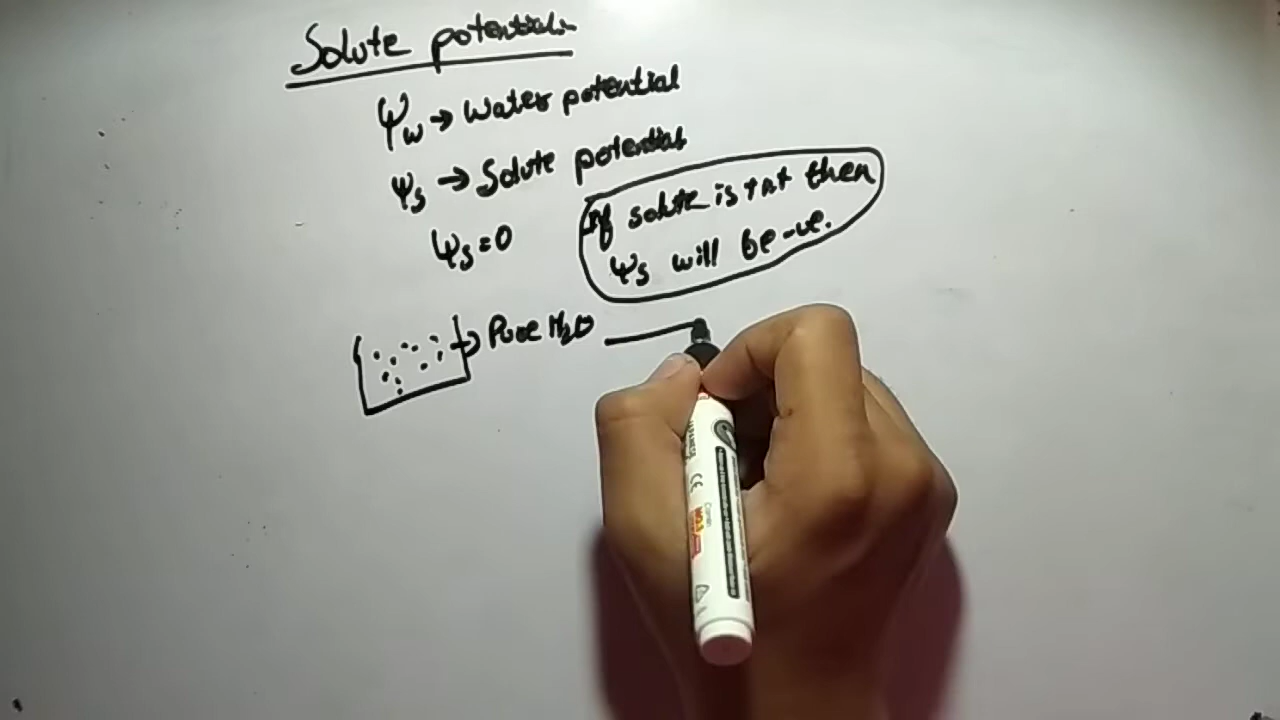 Solute potential
Ψw → Water potential
Ψs → Solute potential
Ψs = 0
If solute is then
Ψs will be -ve.
→ Pure H2O
CE